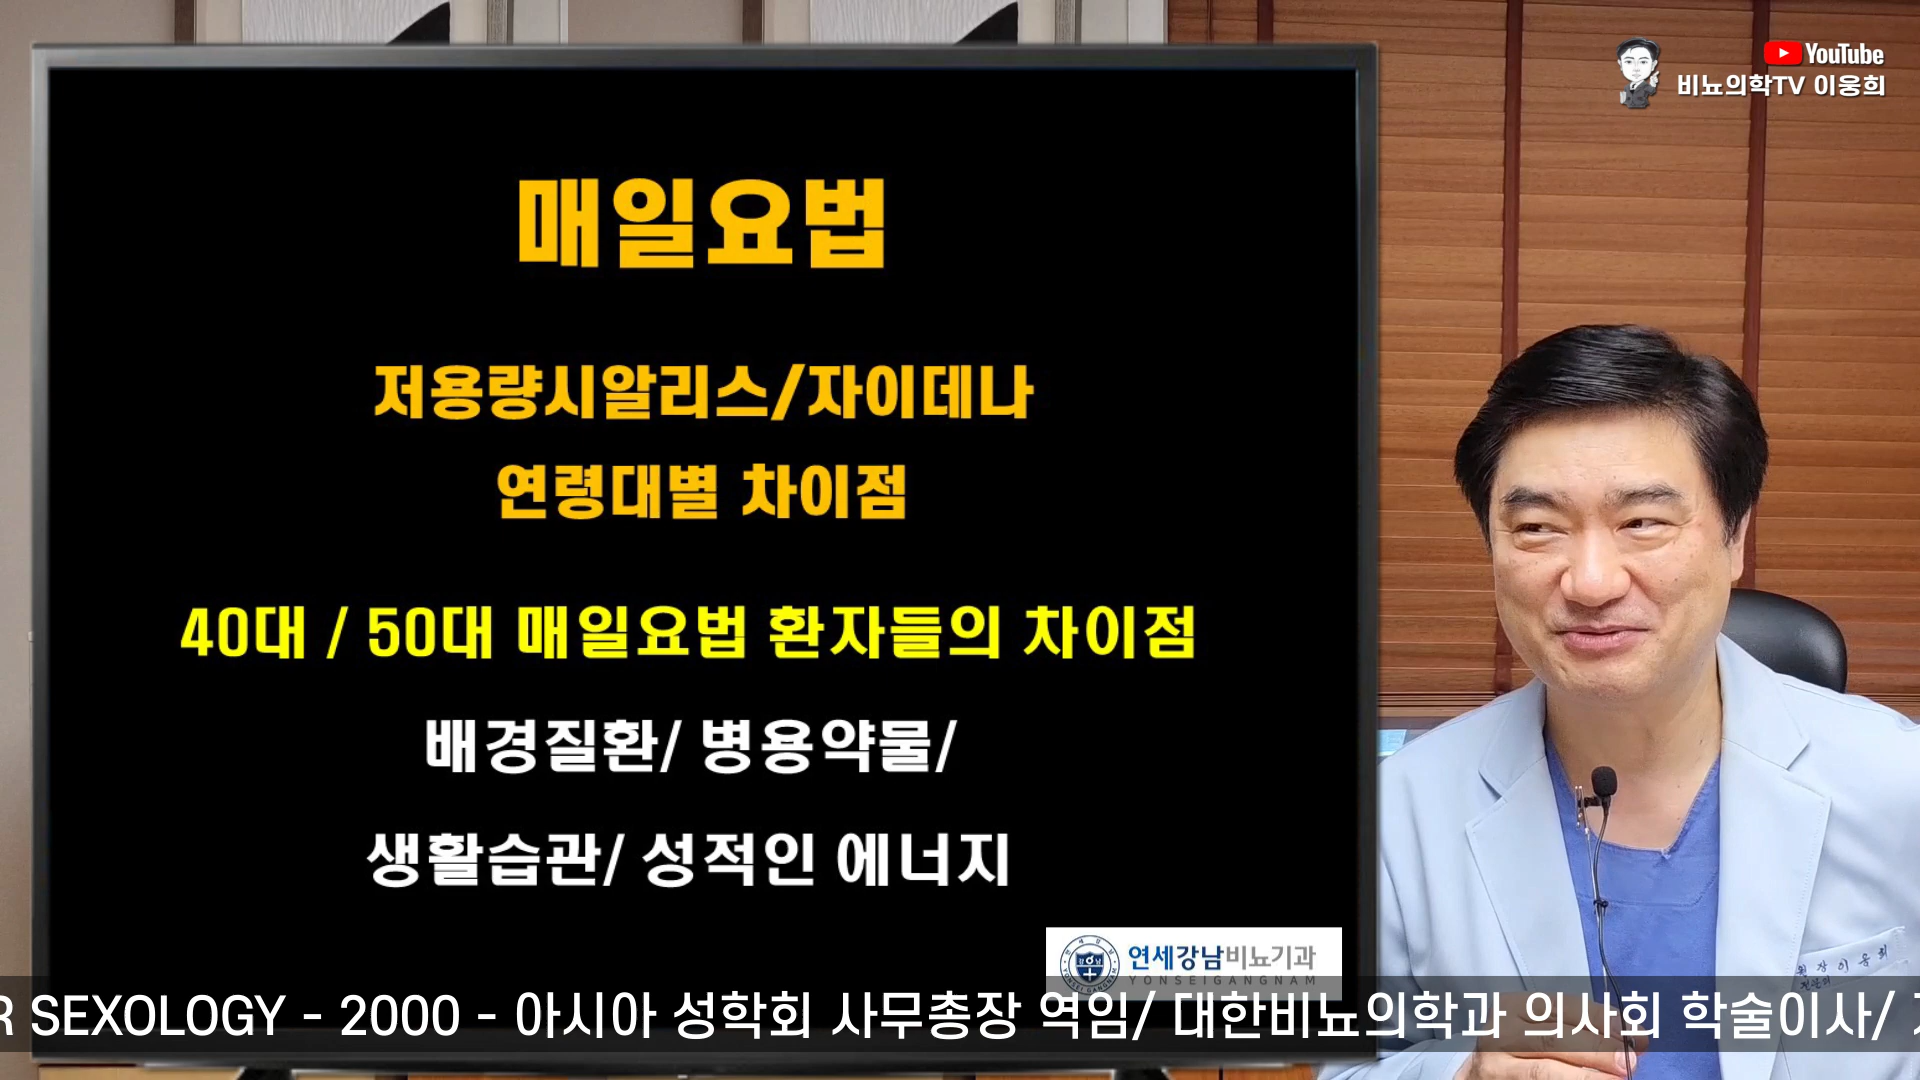 YouTube
비뇨의학TV 이웅희
매일요법
저용량시알리스/자이데나
연령대별 차이점
40대 / 50대 매일요법 환자들의 차이점
배경질환/ 병용약물/
생활습관/ 성적인 에너지
연세강남비뇨기과
YONSEIGANGNAM
원장 이웅희
R SEXOLOGY - 2000 - 아시아 성학회 사무총장 역임/ 대한비뇨의학과 의사회 학술이사/